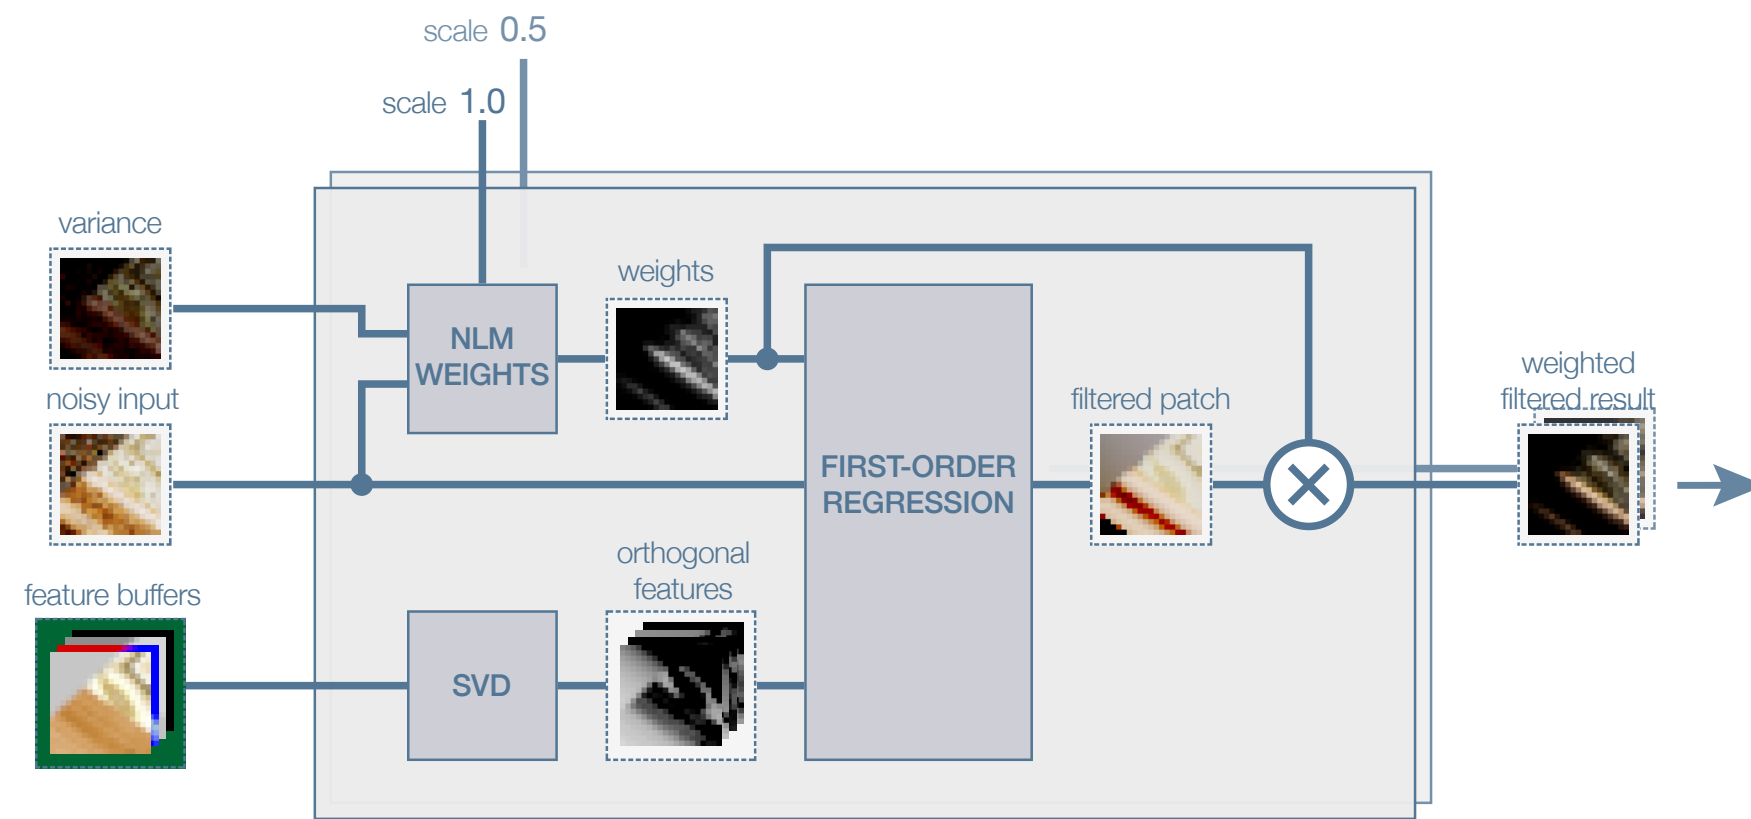 scale 0.5
scale 1.0
variance
noisy input
feature buffers
NLM
WEIGHTS
weights
SVD
orthogonal
features
FIRST-ORDER
REGRESSION
filtered patch
weighted
filtered result